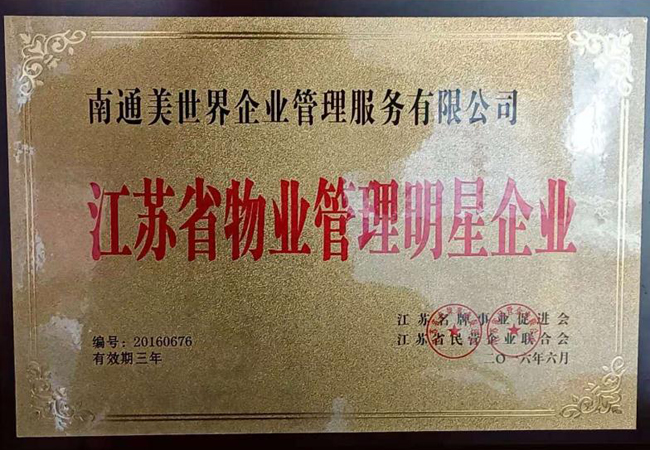 南通美世界企业管理服务有限公司
江苏省物业管理明星企业
江苏名牌事业促进会
编号:20160676
江苏省民营企业联合会
有效期三年
二〇一六年六月